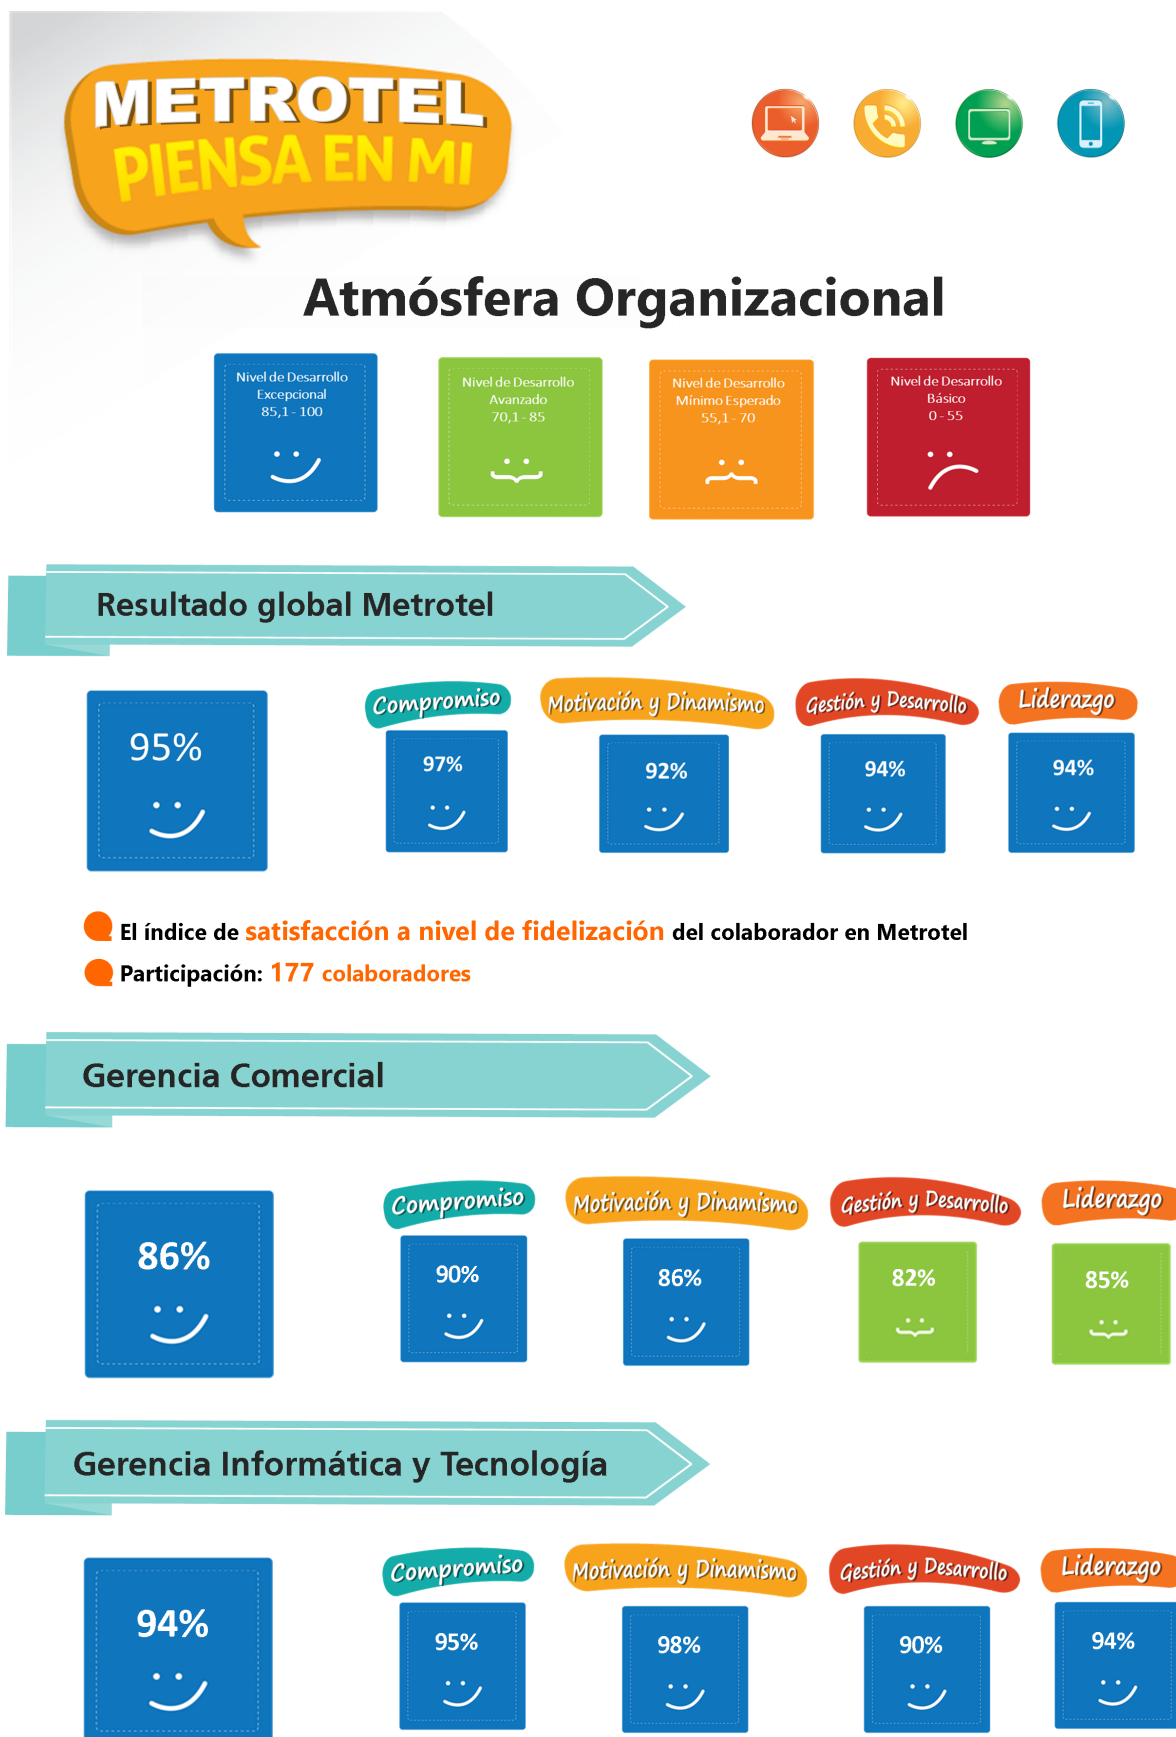 METROTEL
PIENSA EN MI
Atmósfera Organizacional
Nivel de Desarrollo
Excepcional
85,1 - 100
Nivel de Desarrollo
Avanzado
70,1 - 85
Nivel de Desarrollo
Mínimo Esperado
55,1 - 70
Nivel de Desarrollo
Básico
0 - 55
Resultado global Metrotel
95%
Compromiso
97%
Motivación y Dinamismo
92%
Gestión y Desarrollo
94%
Liderazgo
94%
El índice de satisfacción a nivel de fidelización del colaborador en Metrotel
Participación: 177 colaboradores
Gerencia Comercial
86%
Compromiso
90%
Motivación y Dinamismo
86%
Gestión y Desarrollo
82%
Liderazgo
85%
Gerencia Informática y Tecnología
94%
Compromiso
95%
Motivación y Dinamismo
98%
Gestión y Desarrollo
90%
Liderazgo
94%